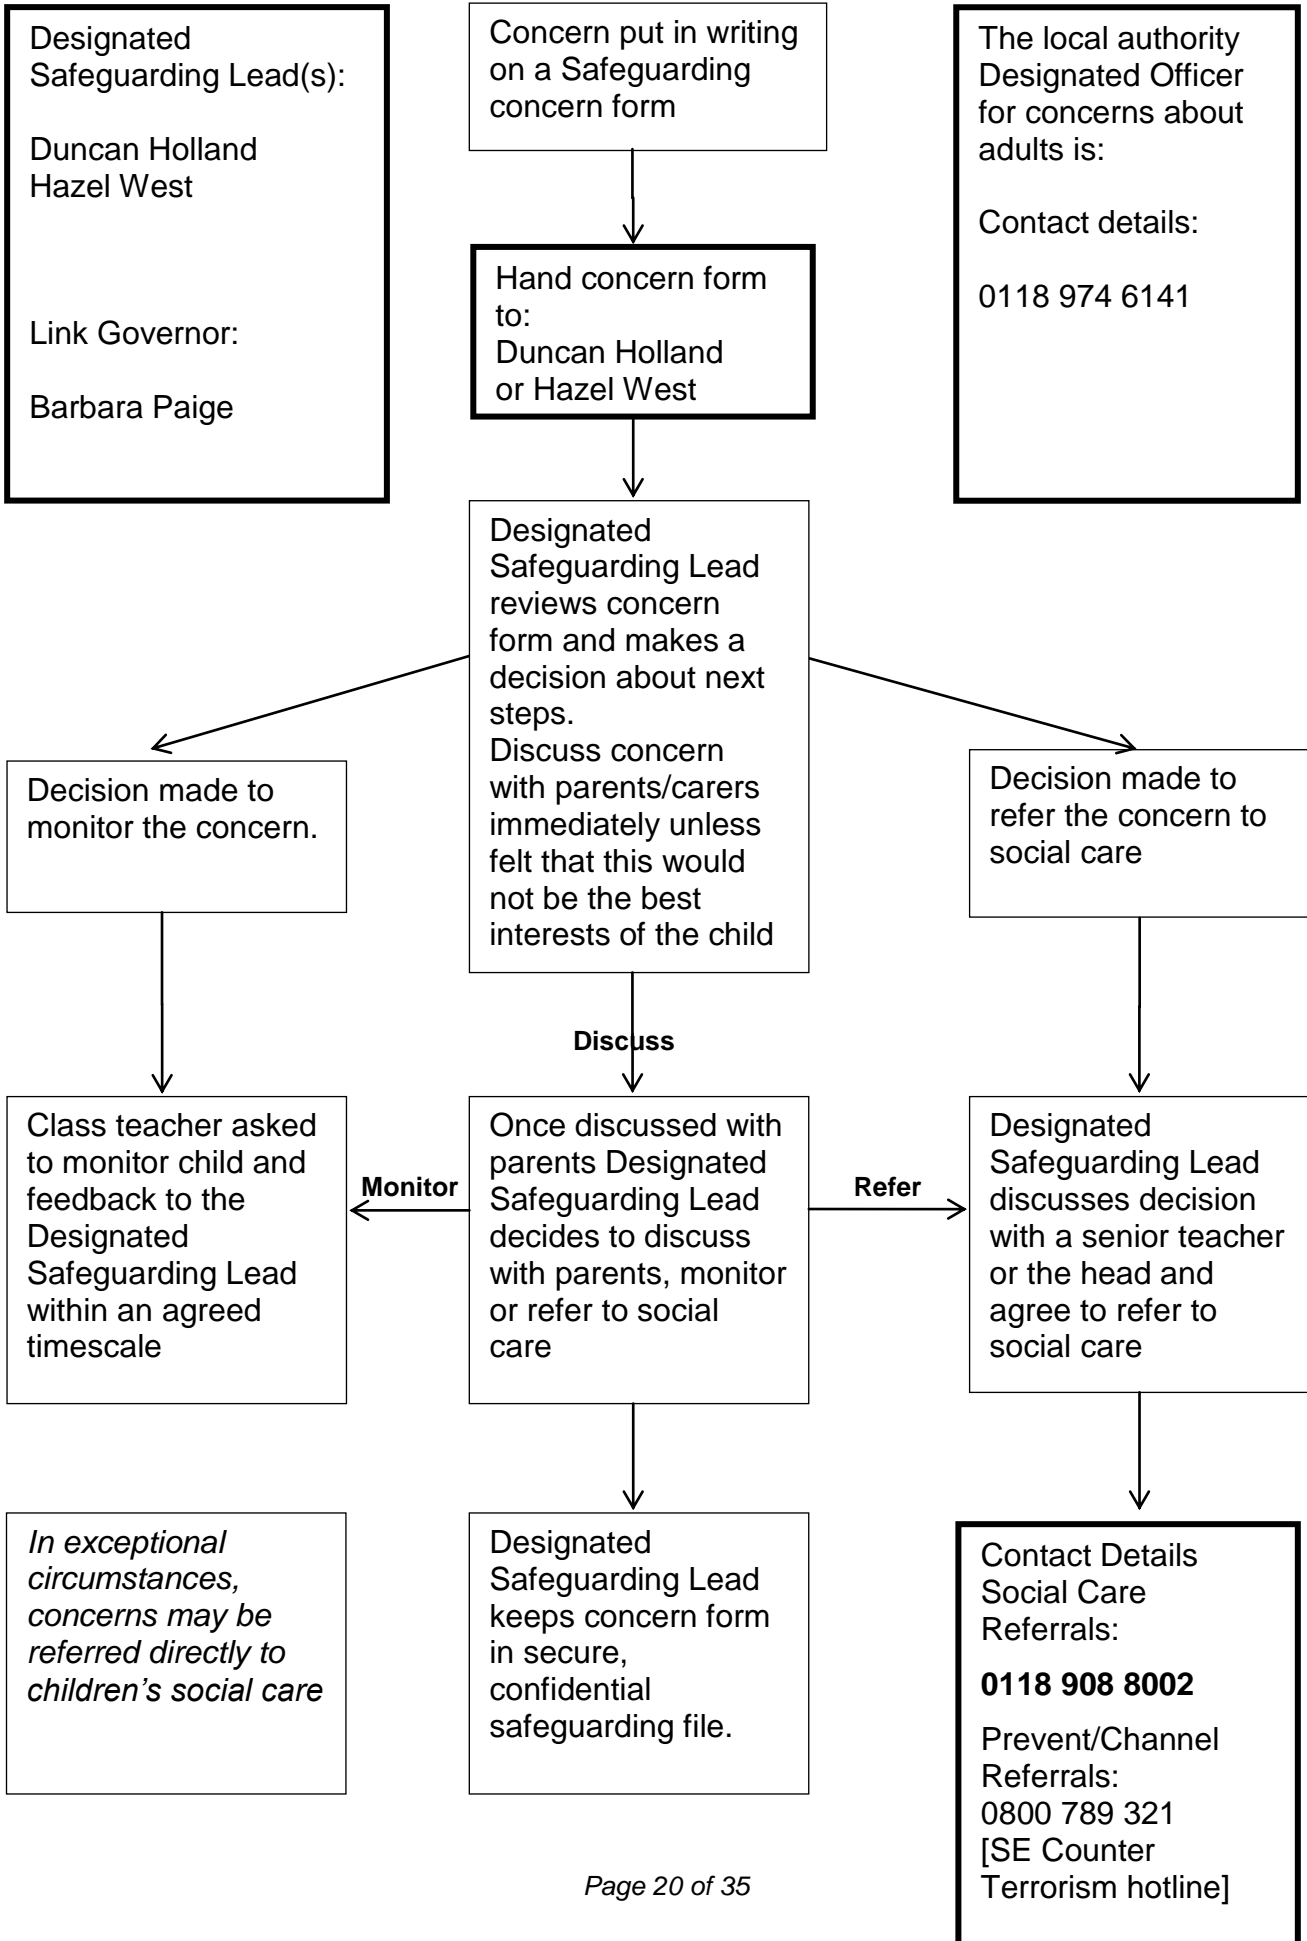 Designated
Safeguarding Lead(s):
Duncan Holland
Hazel West
Link Governor:
Barbara Paige
Concern put in writing
on a Safeguarding
concern form
The local authority
Designated Officer
for concerns about
adults is:
Contact details:
0118 974 6141
Hand concern form
to:
Duncan Holland
or Hazel West
Designated
Safeguarding Lead
reviews concern
form and makes a
decision about next
steps.
Discuss concern
with parents/carers
immediately unless
felt that this would
not be the best
interests of the child
Decision made to
monitor the concern.
Decision made to
refer the concern to
social care
Discuss
Class teacher asked
to monitor child and
feedback to the
Designated
Safeguarding Lead
within an agreed
timescale
Monitor
Once discussed with
parents Designated
Safeguarding Lead
decides to discuss
with parents, monitor
or refer to social
care
Refer
Designated
Safeguarding Lead
discusses decision
with a senior teacher
or the head and
agree to refer to
social care
In exceptional
circumstances,
concerns may be
referred directly to
children’s social care
Designated
Safeguarding Lead
keeps concern form
in secure,
confidential
safeguarding file.
Contact Details
Social Care
Referrals:
0118 908 8002
Prevent/Channel
Referrals:
0800 789 321
[SE Counter
Terrorism hotline]
Page 20 of 35